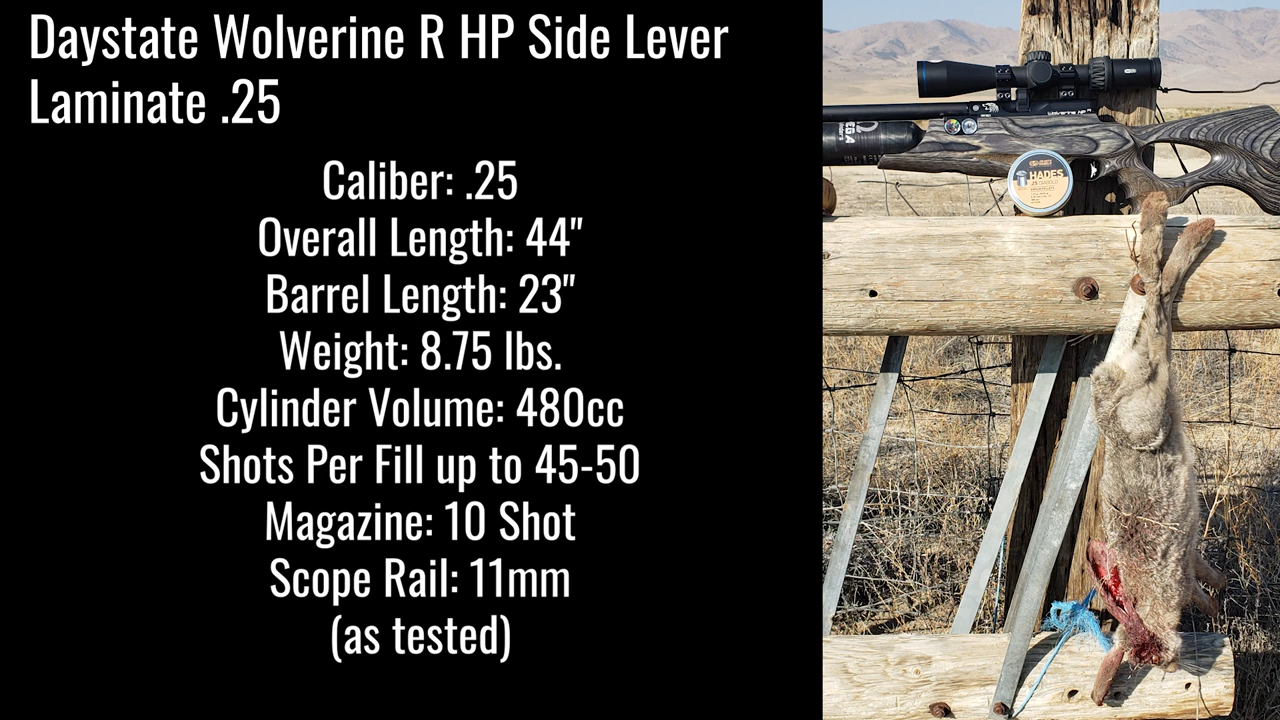 Daystate Wolverine R HP Side Lever
Laminate .25
Caliber: .25
Overall Length: 44"
Barrel Length: 23"
Weight: 8.75 lbs.
Cylinder Volume: 480cc
Shots Per Fill up to 45-50
Magazine: 10 Shot
Scope Rail: 11mm
(as tested)
HADES
.25 DIABOLO